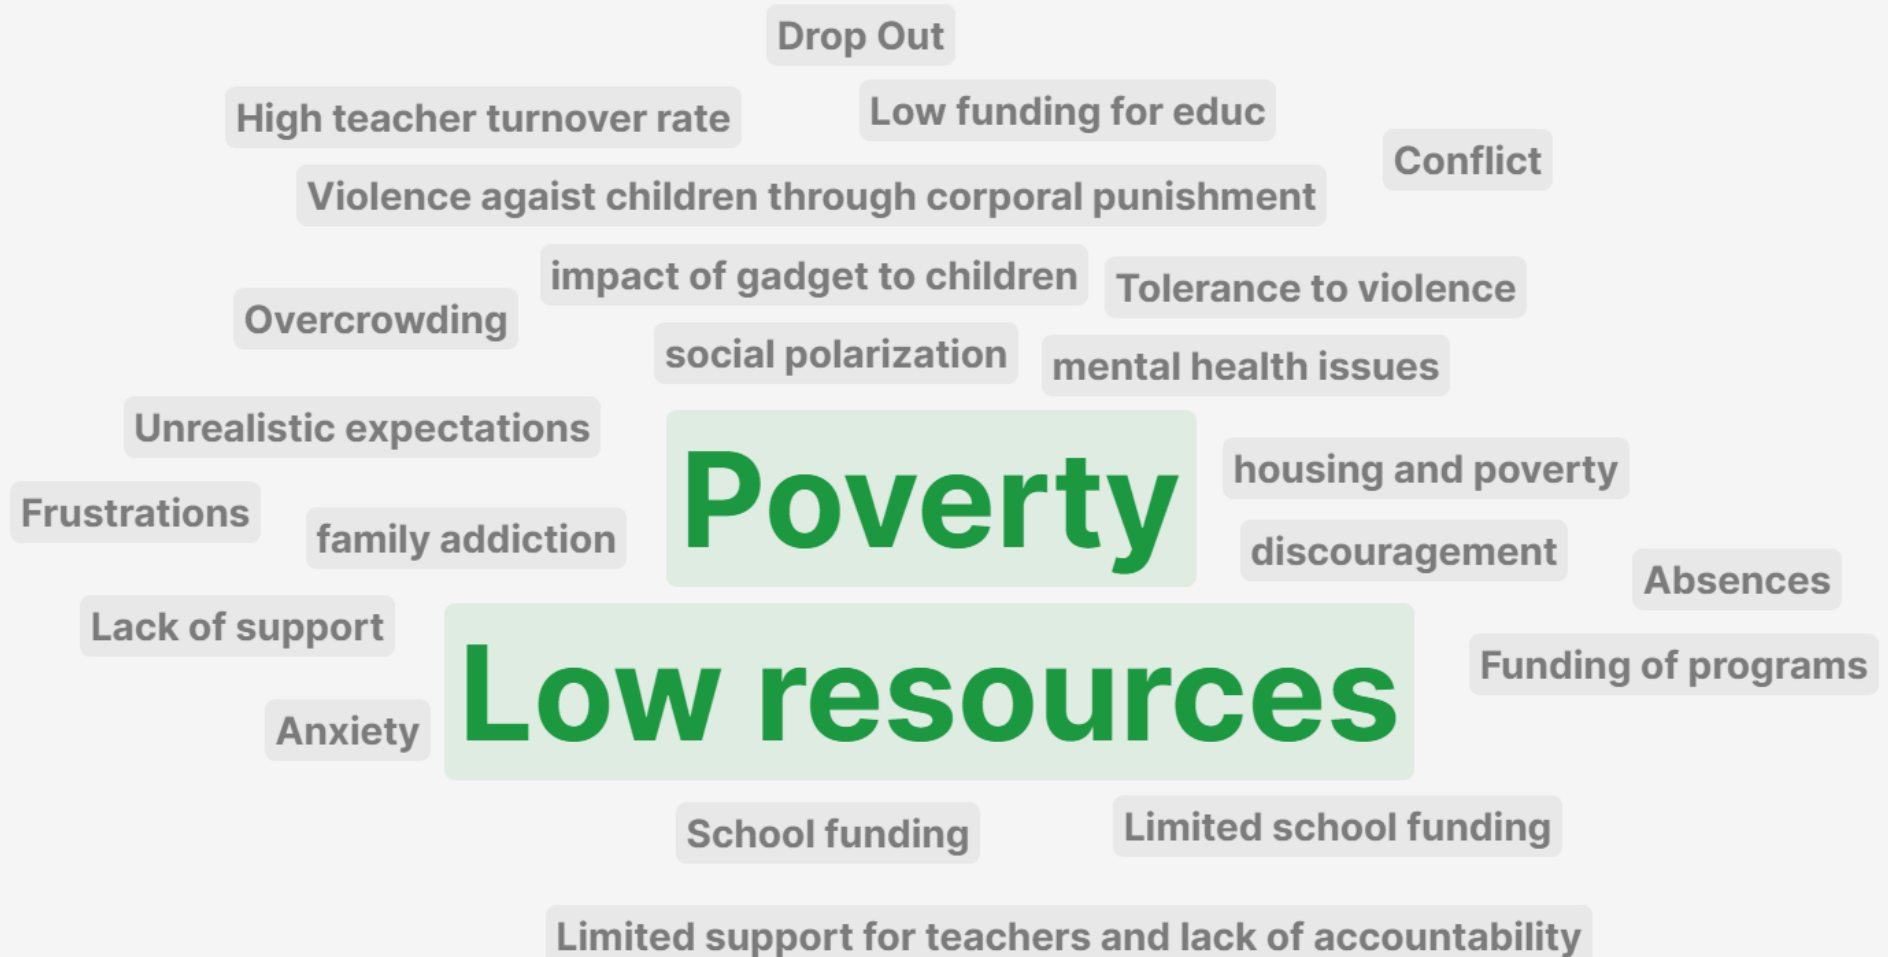 Drop Out
Low funding for educ
High teacher turnover rate
Conflict
Violence agaist children through corporal punishment
impact of gadget to children
Tolerance to violence
Overcrowding
social polarization
mental health issues
Unrealistic expectations
Poverty
housing and poverty
Frustrations
family addiction
discouragement
Absences
Lack of support
Low resources
Funding of programs
Anxiety
School funding
Limited school funding
Limited support for teachers and lack of accountability